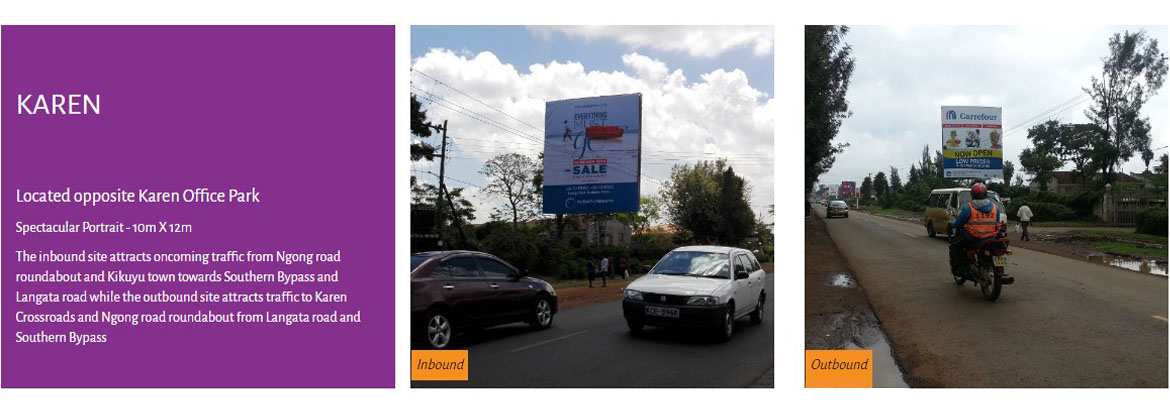 KAREN
Located opposite Karen Office Park
Spectacular Portrait - 10m X 12m
The inbound site attracts oncoming traffic from Ngong road
roundabout and Kikuyu town towards Southern Bypass and
Langata road while the outbound site attracts traffic to Karen
Crossroads and Ngong road roundabout from Langata road and
Southern Bypass
EVERYTHING
MUST
go
SALE
Inbound
Carrefour
NOW OPEN
LOW PRICES
Outbound